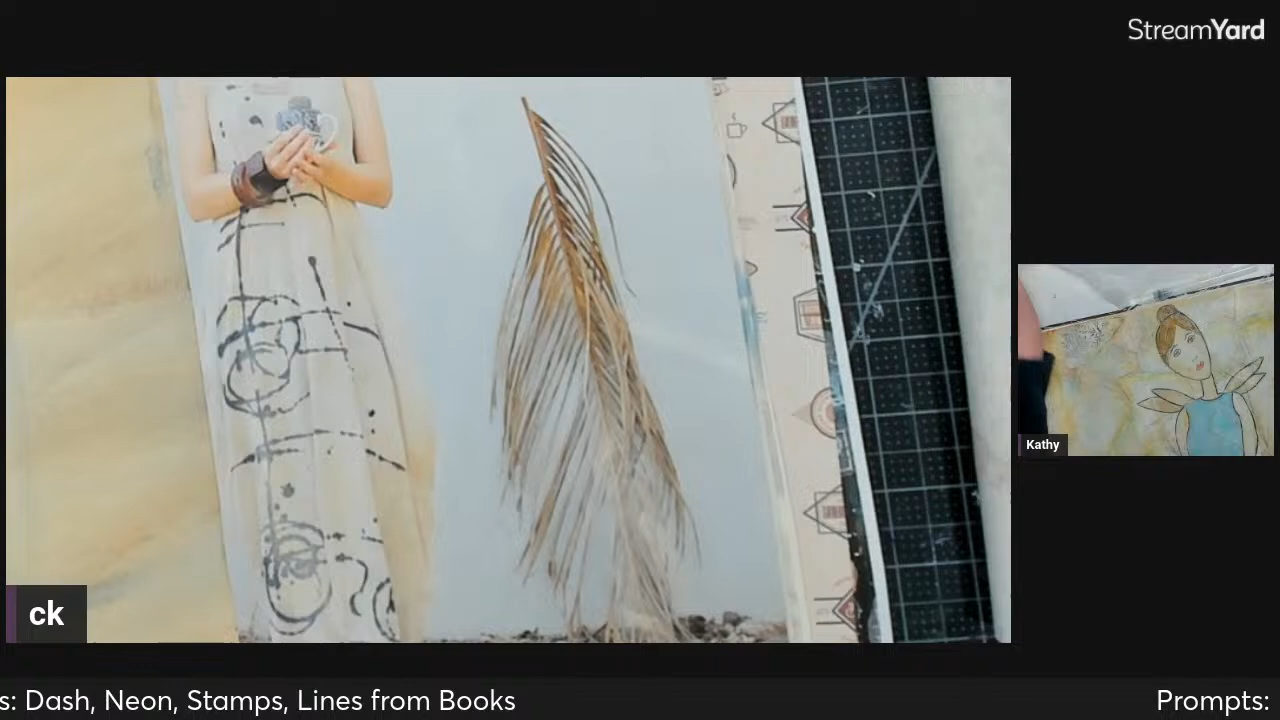 StreamYard
Kathy
ck
s: Dash, Neon, Stamps, Lines from Books
Prompts: